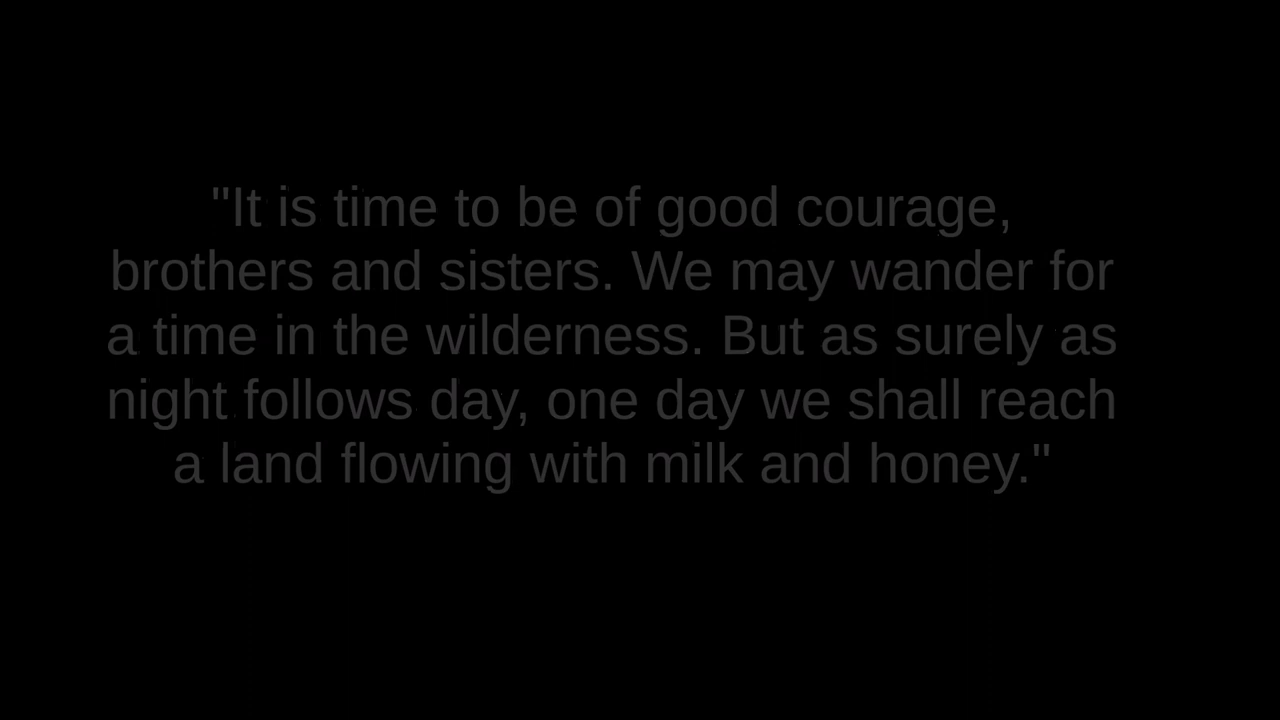 "It is time to be of good courage,
brothers and sisters. We may wander for
a time in the wilderness. But as surely as
night follows day, one day we shall reach
a land flowing with milk and honey."